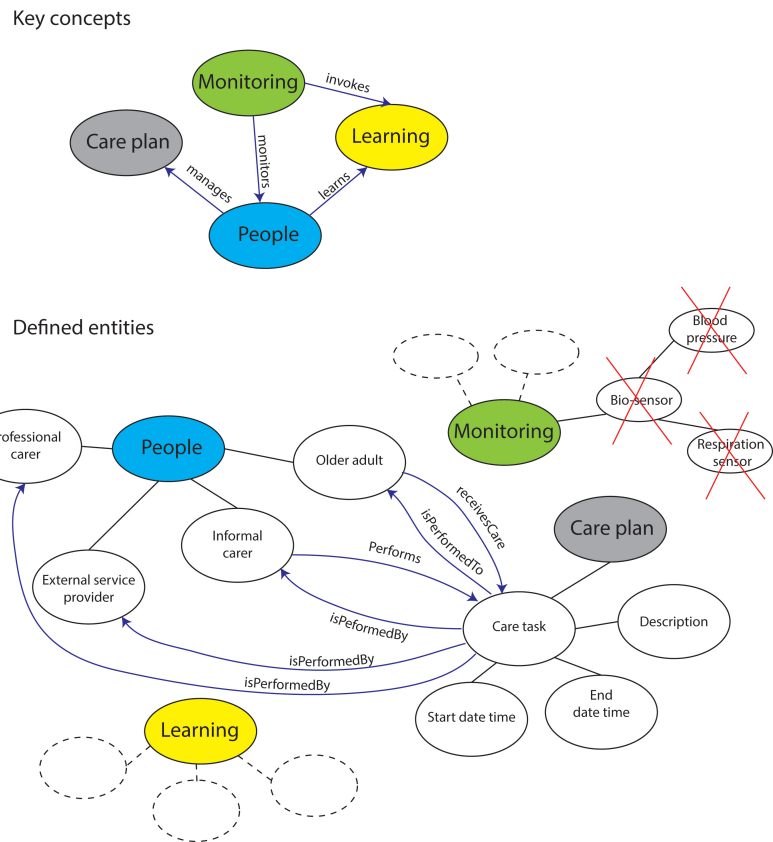 Key concepts
Monitoring
invokes
Care plan
Learning
monitors
manages
learns
People
Defined entities
Blood
pressure
Bio-sensor
Monitoring
Respiration
sensor
rofessional
carer
People
Older adult
receivesCare
isPerformedTo
Care plan
Informal
carer
Performs
External service
provider
isPeformedBy
Care task
Description
isPerformedBy
isPerformedBy
Start date time
End
date time
Learning